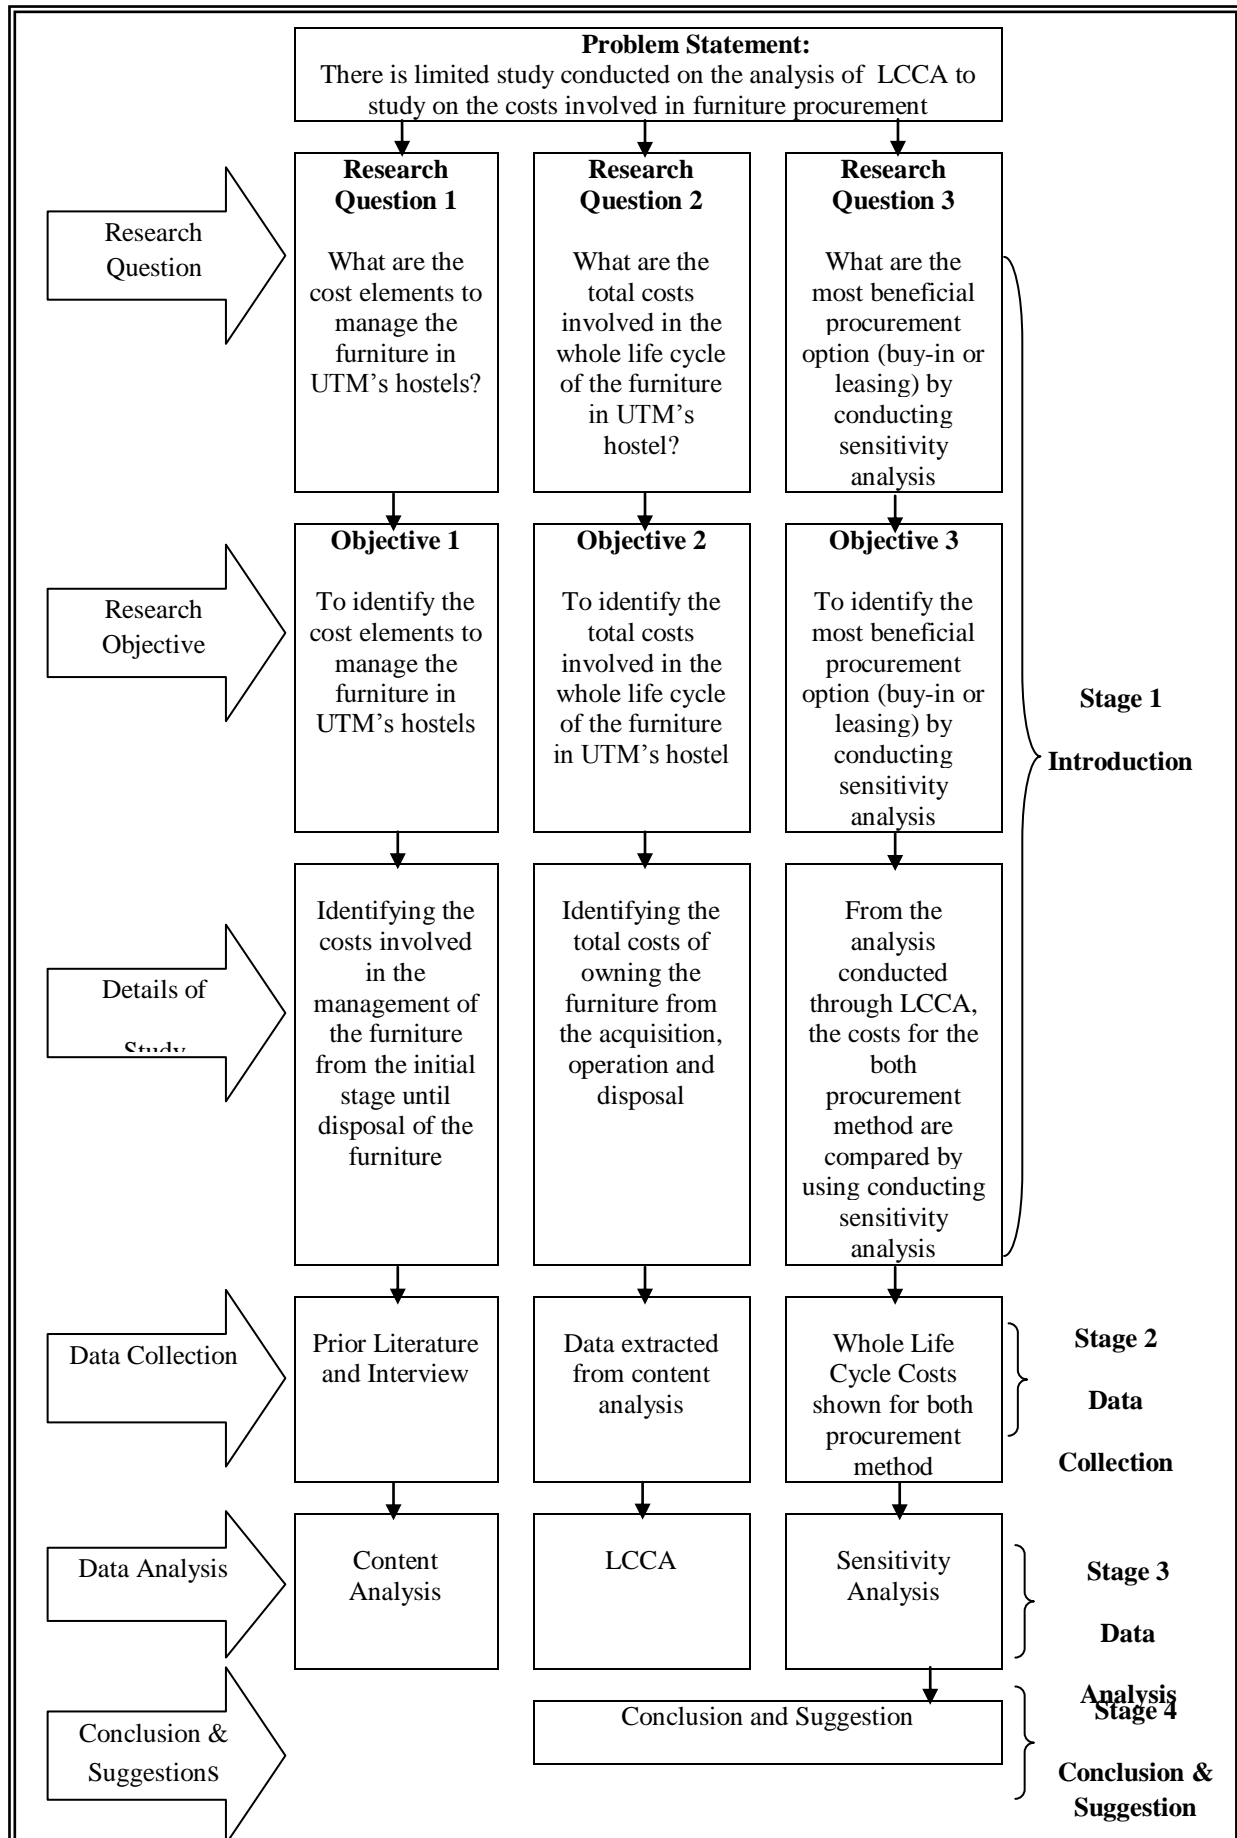 Problem Statement:
There is limited study conducted on the analysis of LCCA to
study on the costs involved in furniture procurement
Research
Question
Research
Question 1
What are the
cost elements to
manage the
furniture in
UTM’s hostels?
Research
Question 2
What are the
total costs
involved in the
whole life cycle
of the furniture
in UTM’s
hostel?
Research
Question 3
What are the
most beneficial
procurement
option (buy-in or
leasing) by
conducting
sensitivity
analysis
Research
Objective
Objective 1
To identify the
cost elements to
manage the
furniture in
UTM’s hostels
Objective 2
To identify the
total costs
involved in the
whole life cycle
of the furniture
in UTM’s hostel
Objective 3
To identify the
most beneficial
procurement
option (buy-in or
leasing) by
conducting
sensitivity
analysis
Stage 1
Introduction
Details of
Study
Identifying the
costs involved
in the
management of
the furniture
from the initial
stage until
disposal of the
furniture
Identifying the
total costs of
owning the
furniture from
the acquisition,
operation and
disposal
From the
analysis
conducted
through LCCA,
the costs for the
both
procurement
method are
compared by
using conducting
sensitivity
analysis
Data Collection
Prior Literature
and Interview
Data extracted
from content
analysis
Whole Life
Cycle Costs
shown for both
procurement
method
Stage 2
Data
Collection
Data Analysis
Content
Analysis
LCCA
Sensitivity
Analysis
Stage 3
Data
Analysis
Conclusion &
Suggestions
Conclusion and Suggestion
Stage 4
Conclusion &
Suggestion